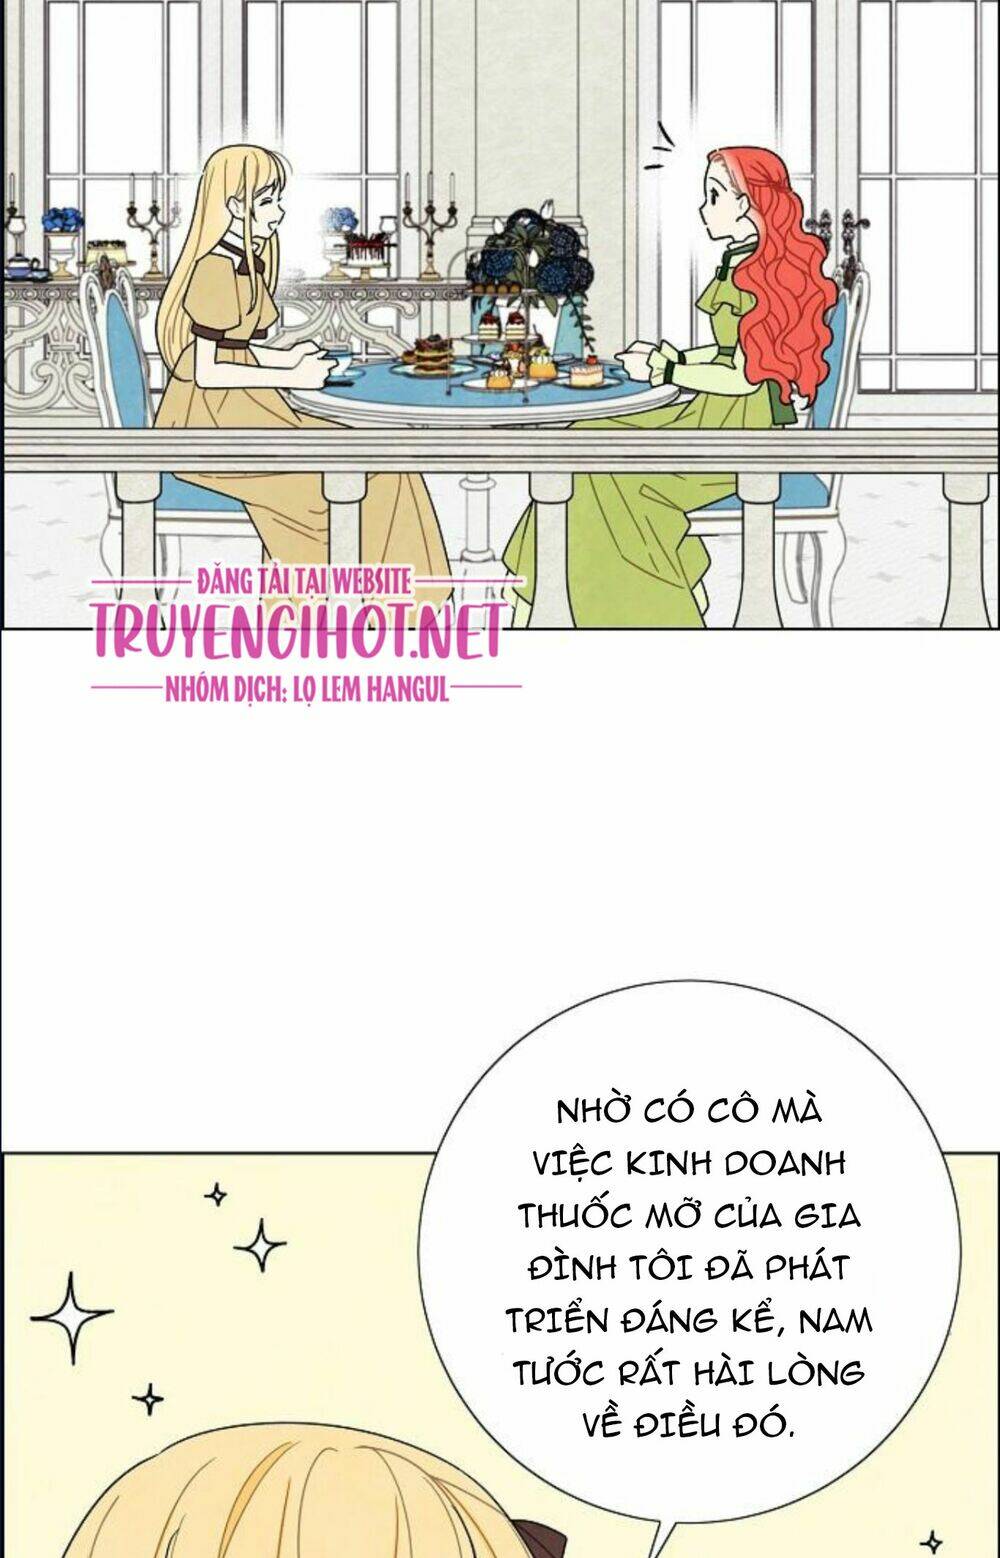 ĐĂNG TẢI TẠI WEBSITE
TRUYENGIHOT.NET
NHÓM DỊCH: LỌ LEM HANGUL
NHỜ CÓ CÔ MÀ
VIỆC KINH DOANH
THUỐC MỠ CỦA GIA
ĐÌNH TÔI ĐÃ PHÁT
TRIỂN ĐÁNG KỂ, NAM
TƯỚC RẤT HÀI LÒNG
VỀ ĐIỀU ĐÓ.